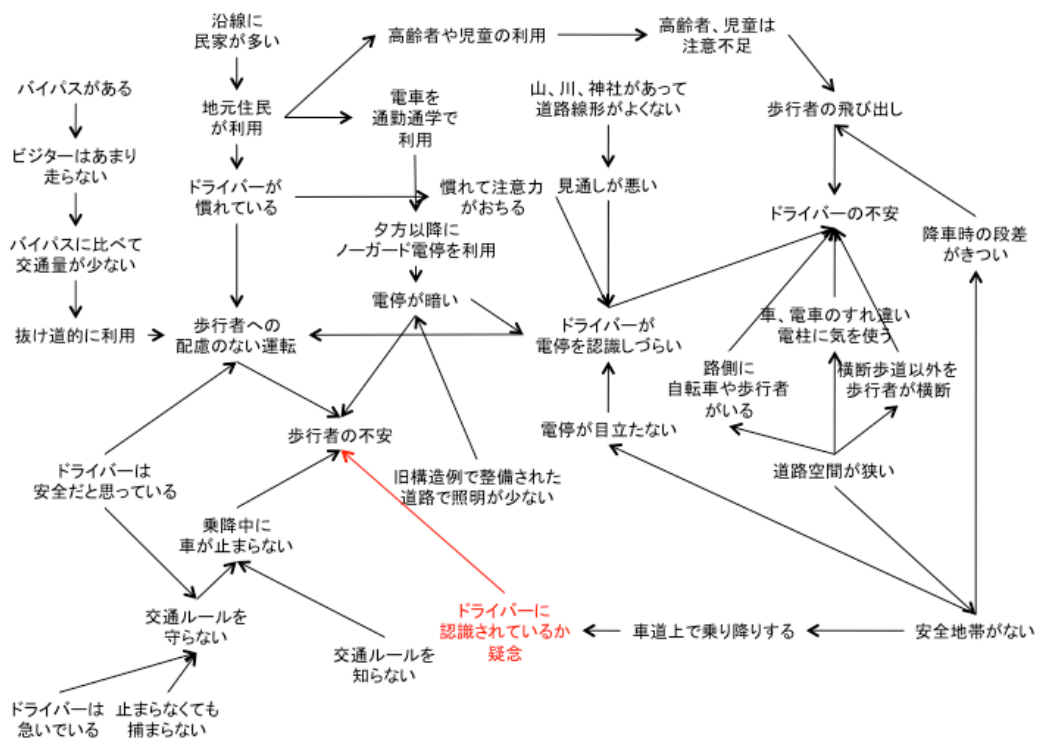 沿線に
民家が多い
高齢者や児童の利用
高齢者、児童は
注意不足
バイパスがある
地元住民
が利用
電車を
通勤通学で
利用
山、川、神社があって
道路線形がよくない
歩行者の飛び出し
ビジターはあまり
走らない
ドライバーが
慣れている
慣れて注意力
がおちる
見通しが悪い
ドライバーの不安
降車時の段差
がきつい
バイパスに比べて
交通量が少ない
夕方以降に
ノーガード電停を利用
電停が暗い
抜け道的に利用
歩行者への
配慮のない運転
ドライバーが
電停を認識しづらい
車、電車のすれ違い
電柱に気を使う
路側に
自転車や歩行者
がいる
横断歩道以外を
歩行者が横断
歩行者の不安
電停が目立たない
ドライバーは
安全だと思っている
旧構造例で整備された
道路で照明が少ない
道路空間が狭い
乗降中に
車が止まらない
交通ルールを
守らない
ドライバーに
認識されているか
疑念
車道上で乗り降りする
安全地帯がない
交通ルールを
知らない
ドライバーは
急いでいる
止まらなくても
捕まらない